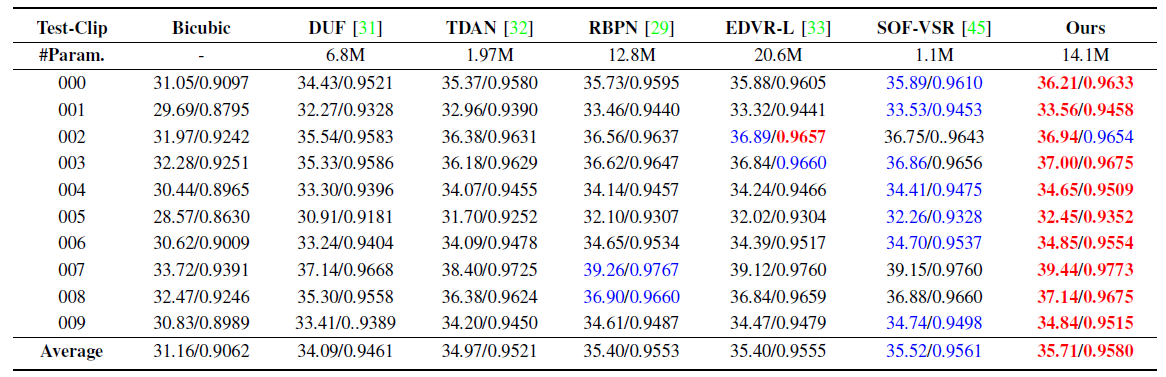 Test-Clip Bicubic DUF [31] TDAN [32] RBPN [29] EDVR-L [33] SOF-VSR [45] Ours
#Param. - 6.8M 1.97M 12.8M 20.6M 1.1M 14.1M
000 31.05/0.9097 34.43/0.9521 35.37/0.9580 35.73/0.9595 35.88/0.9605 35.89/0.9610 36.21/0.9633
001 29.69/0.8795 32.27/0.9328 32.96/0.9390 33.46/0.9440 33.32/0.9441 33.53/0.9453 33.56/0.9458
002 31.97/0.9242 35.54/0.9583 36.38/0.9631 36.56/0.9637 36.89/0.9657 36.75/0..9643 36.94/0.9654
003 32.28/0.9251 35.33/0.9586 36.18/0.9629 36.62/0.9647 36.84/0.9660 36.86/0.9656 37.00/0.9675
004 30.44/0.8965 33.30/0.9396 34.07/0.9455 34.14/0.9457 34.24/0.9466 34.41/0.9475 34.65/0.9509
005 28.57/0.8630 30.91/0.9181 31.70/0.9252 32.10/0.9307 32.02/0.9304 32.26/0.9328 32.45/0.9352
006 30.62/0.9009 33.24/0.9404 34.09/0.9478 34.65/0.9534 34.39/0.9517 34.70/0.9537 34.85/0.9554
007 33.72/0.9391 37.14/0.9668 38.40/0.9725 39.26/0.9767 39.12/0.9760 39.15/0.9760 39.44/0.9773
008 32.47/0.9246 35.30/0.9558 36.38/0.9624 36.90/0.9660 36.84/0.9659 36.88/0.9660 37.14/0.9675
009 30.83/0.8989 33.41/0..9389 34.20/0.9450 34.61/0.9487 34.47/0.9479 34.74/0.9498 34.84/0.9515
Average 31.16/0.9062 34.09/0.9461 34.97/0.9521 35.40/0.9553 35.40/0.9555 35.52/0.9561 35.71/0.9580